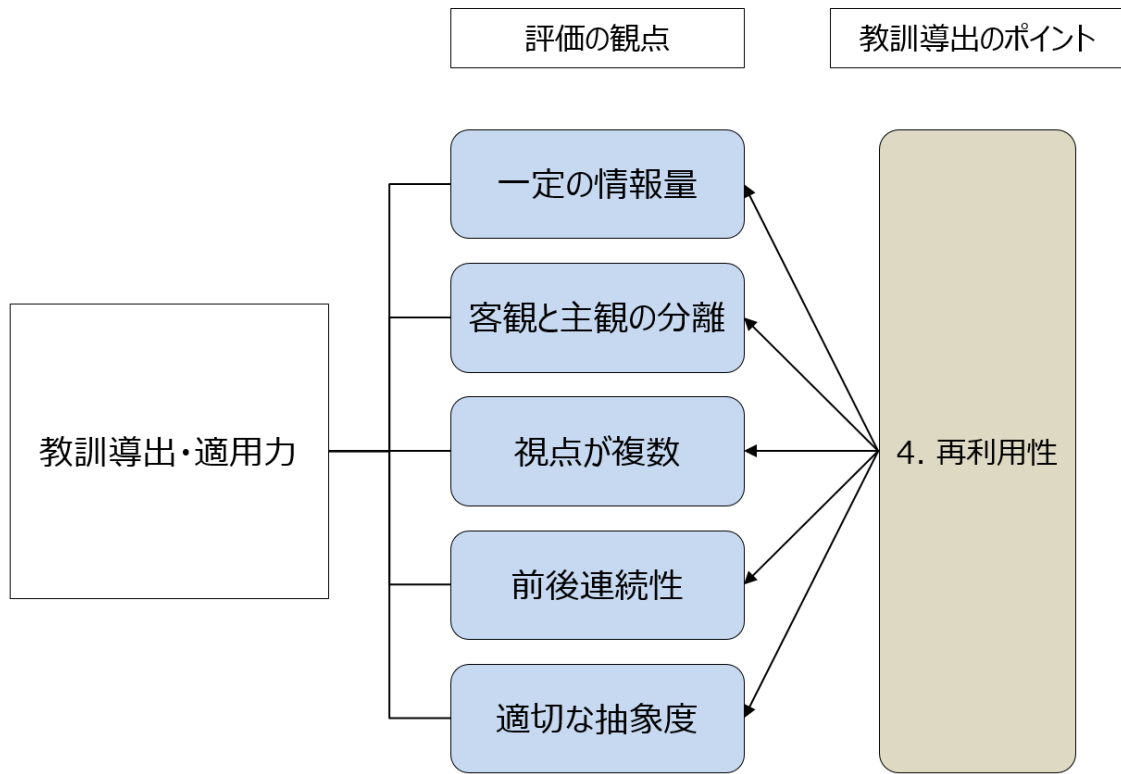 評価の観点
教訓導出のポイント
教訓導出・適用力
一定の情報量
客観と主観の分離
視点が複数
前後連続性
適切な抽象度
4. 再利用性